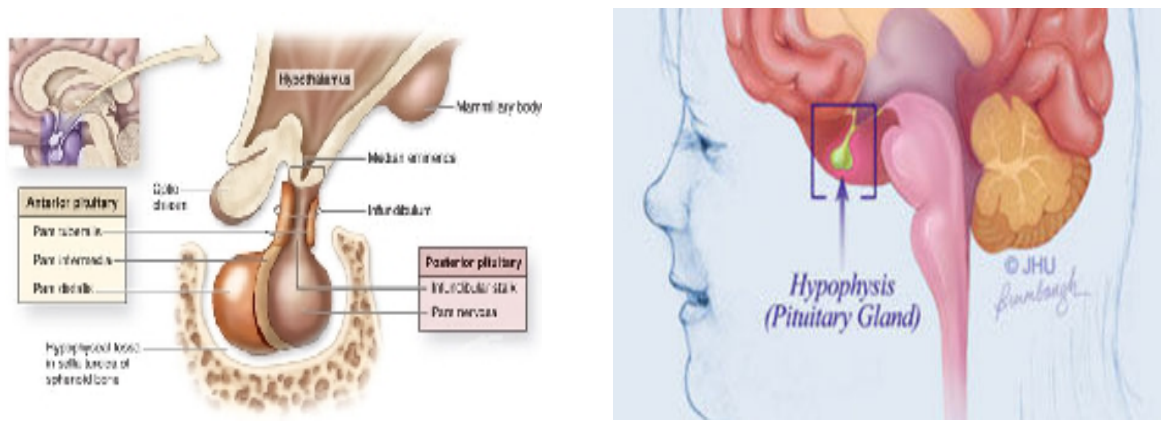 Hypothalamus
Mammillary body
Median eminence
Optic
chiasm
Infundibulum
Anterior pituitary
Pars tuberalis
Pars intermedia
Pars distalis
Posterior pituitary
Infundibular stalk
Pars nervosa
Hypophyseal fossa
in sella turcica of
sphenoid bone
Hypophysis
(Pituitary Gland)
© JHU
Brumbaugh